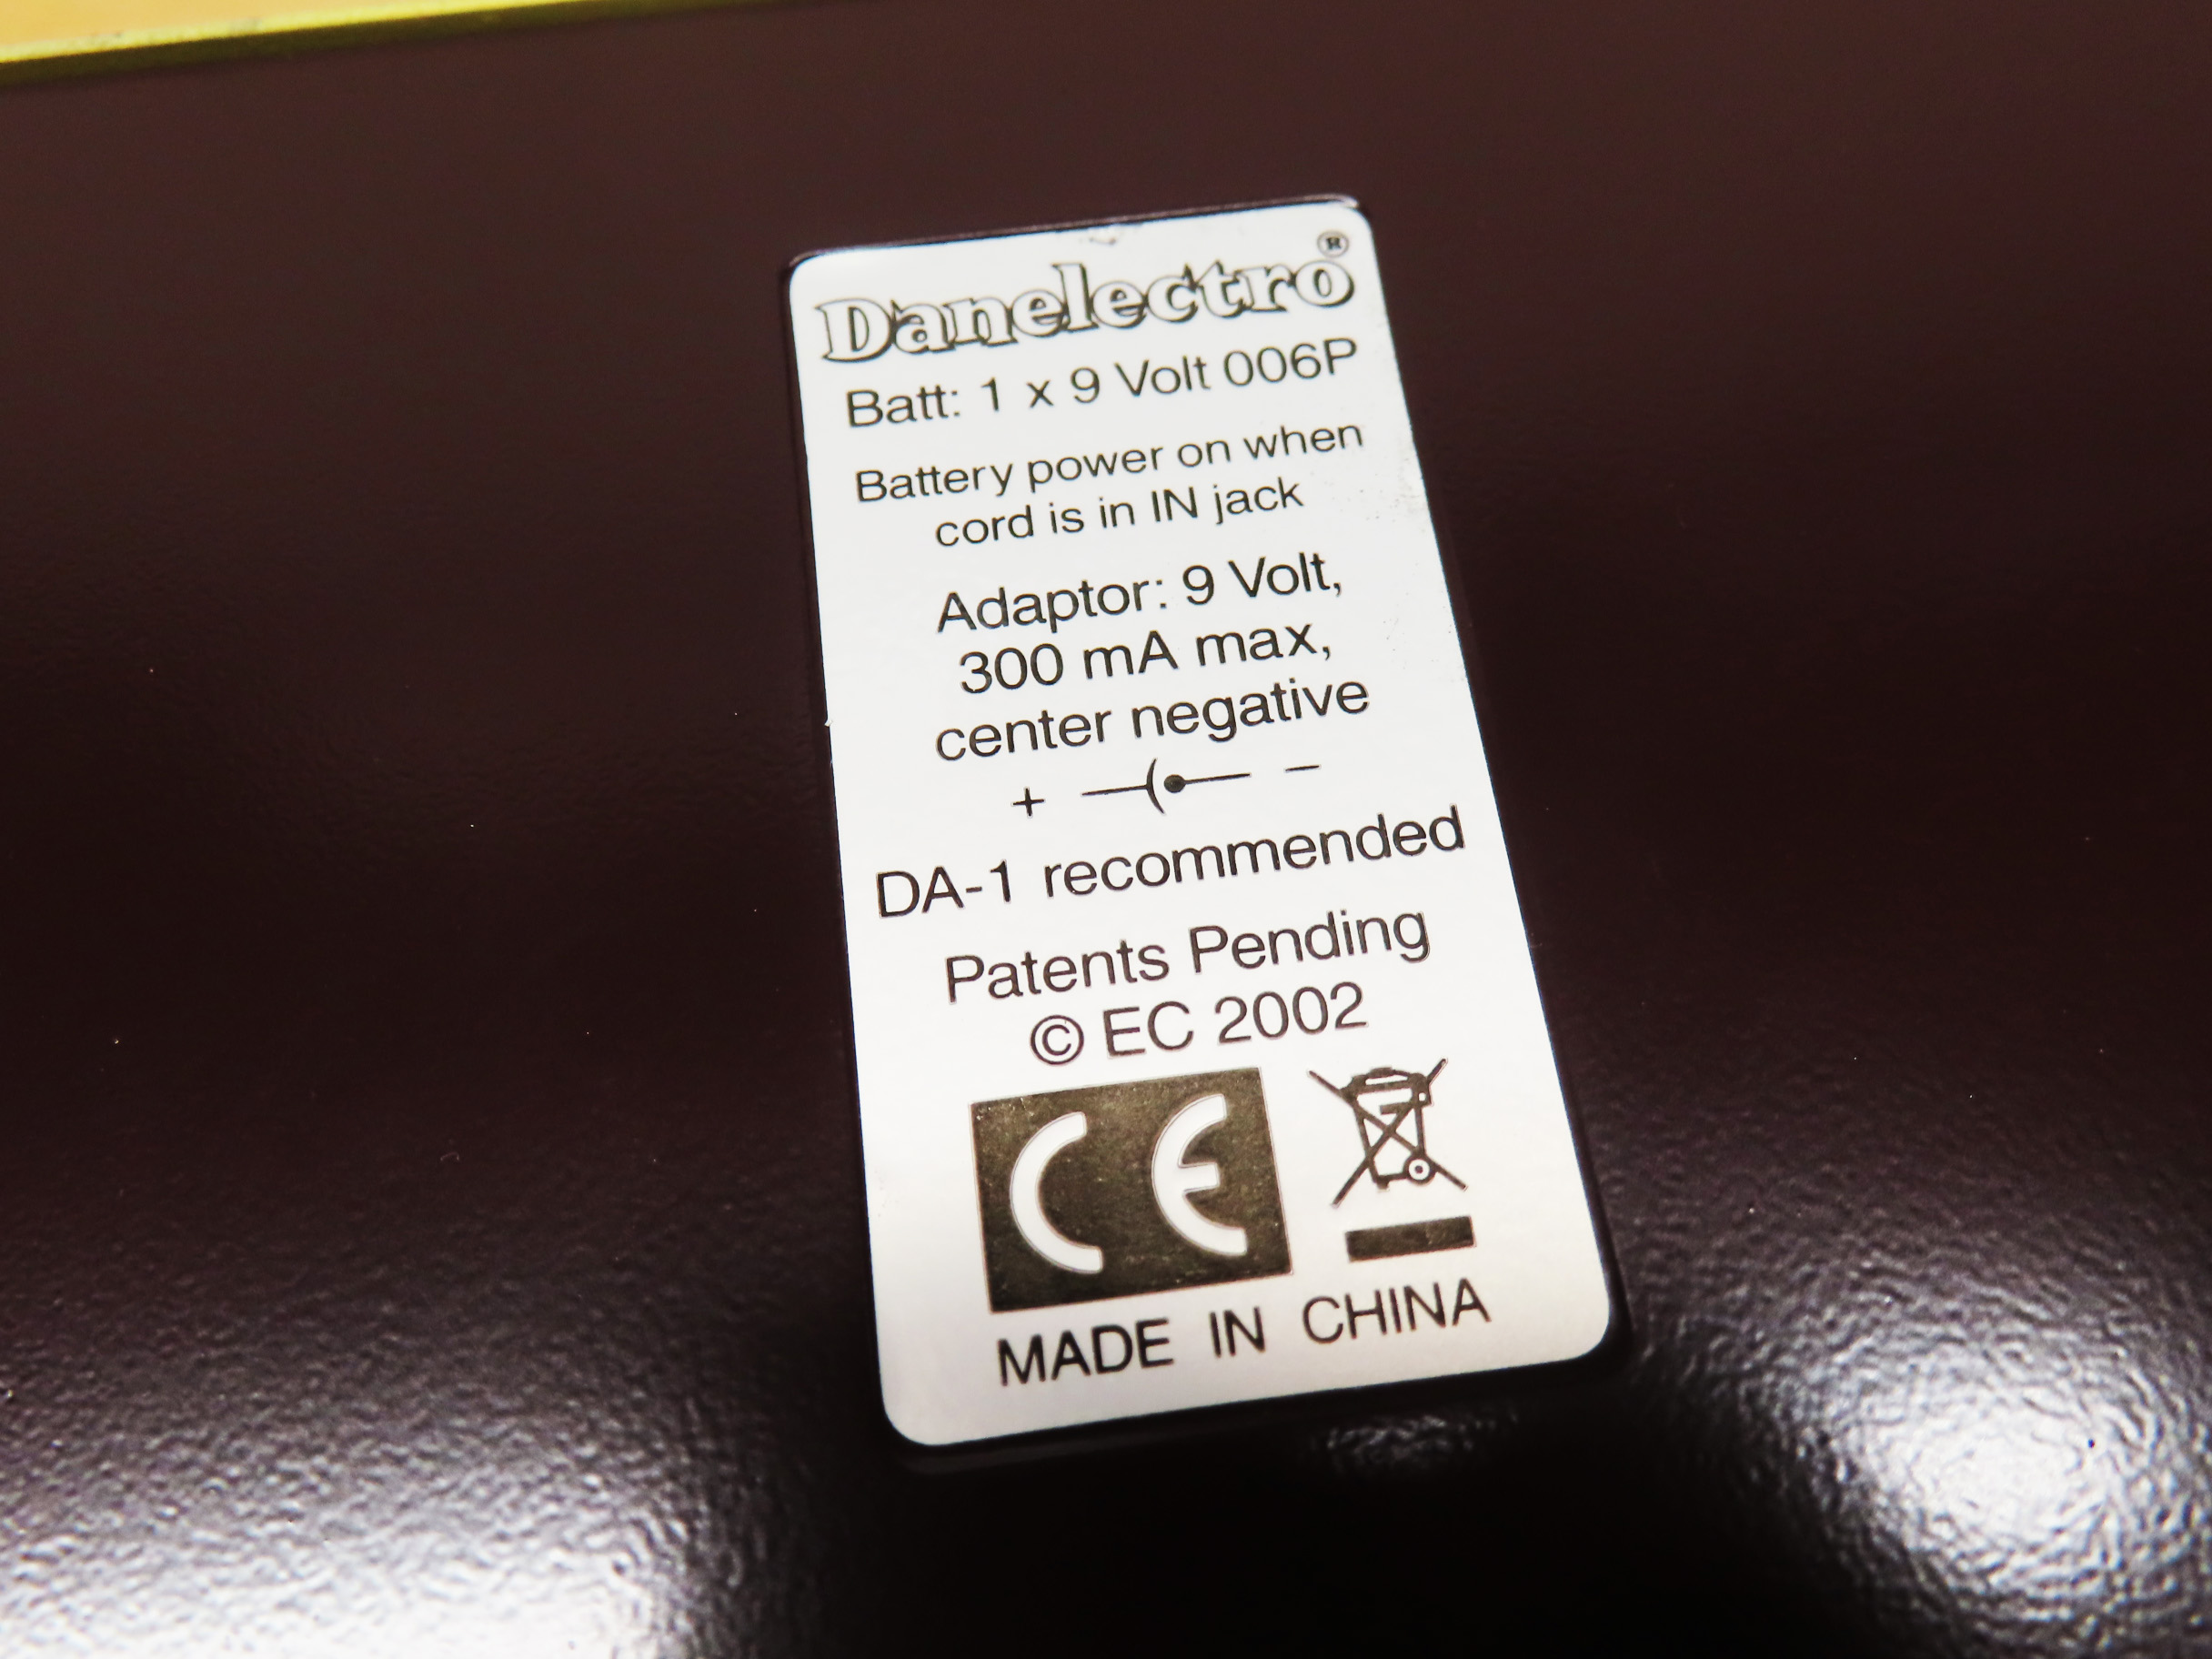 Danelectro®
Batt: 1 x 9 Volt 006P
Battery power on when
cord is in IN jack
Adaptor: 9 Volt,
300 mA max,
center negative
+ −
DA-1 recommended
Patents Pending
© EC 2002
CE
MADE IN CHINA